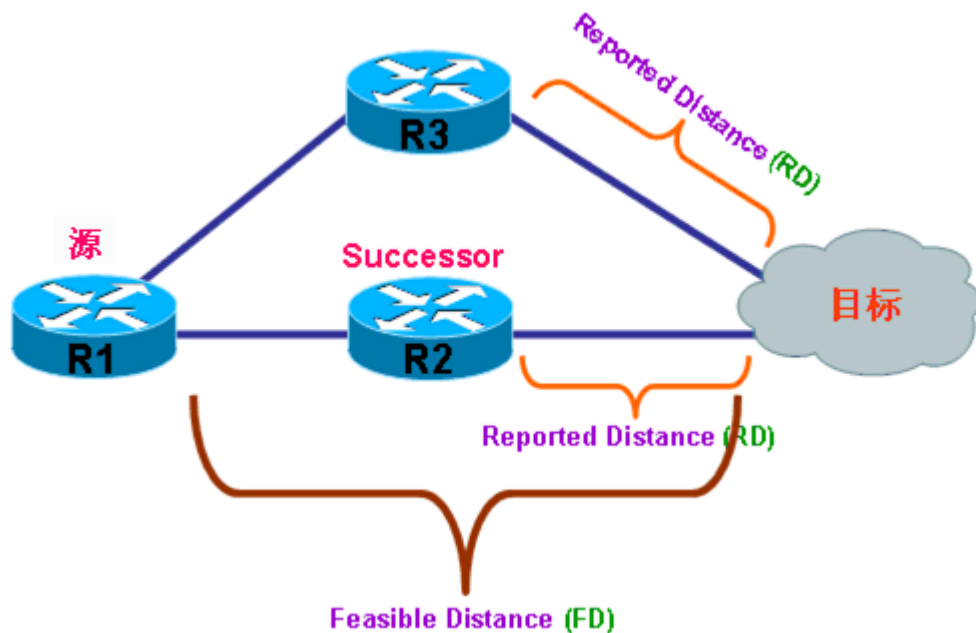 Reported Distance (RD)
R3
源
Successor
目标
R1
R2
Reported Distance (RD)
Feasible Distance (FD)